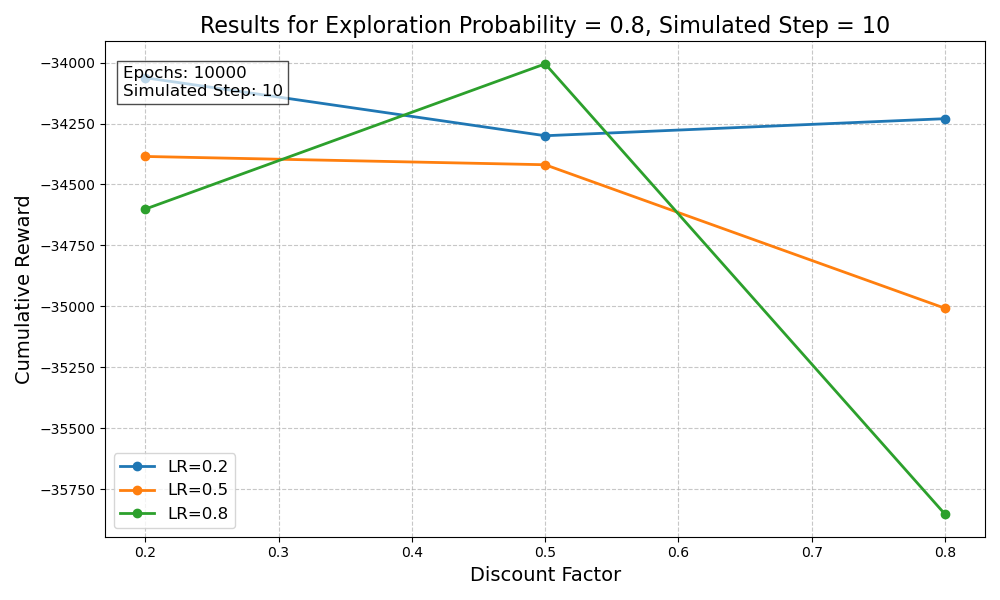 Results for Exploration Probability = 0.8, Simulated Step = 10
Epochs: 10000
Simulated Step: 10
Cumulative Reward
−34000
−34250
−34500
−34750
−35000
−35250
−35500
−35750
LR=0.2
LR=0.5
LR=0.8
0.2 0.3 0.4 0.5 0.6 0.7 0.8
Discount Factor